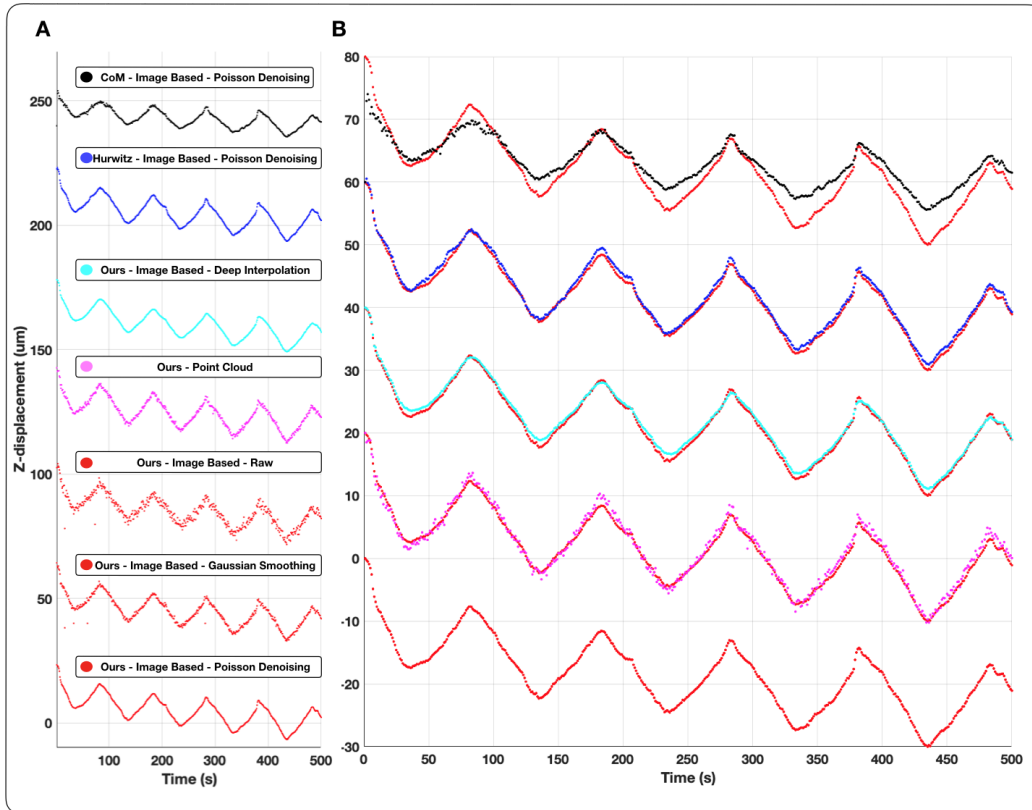 A
B
CoM - Image Based - Poisson Denoising
Hurwitz - Image Based - Poisson Denoising
Ours - Image Based - Deep Interpolation
Ours - Point Cloud
Ours - Image Based - Raw
Ours - Image Based - Gaussian Smoothing
Ours - Image Based - Poisson Denoising
Z-displacement (um)
250
200
150
100
50
0
100
200
300
400
500
Time (s)
80
70
60
50
40
30
20
10
0
-10
-20
-30
0
50
100
150
200
250
300
350
400
450
500
Time (s)